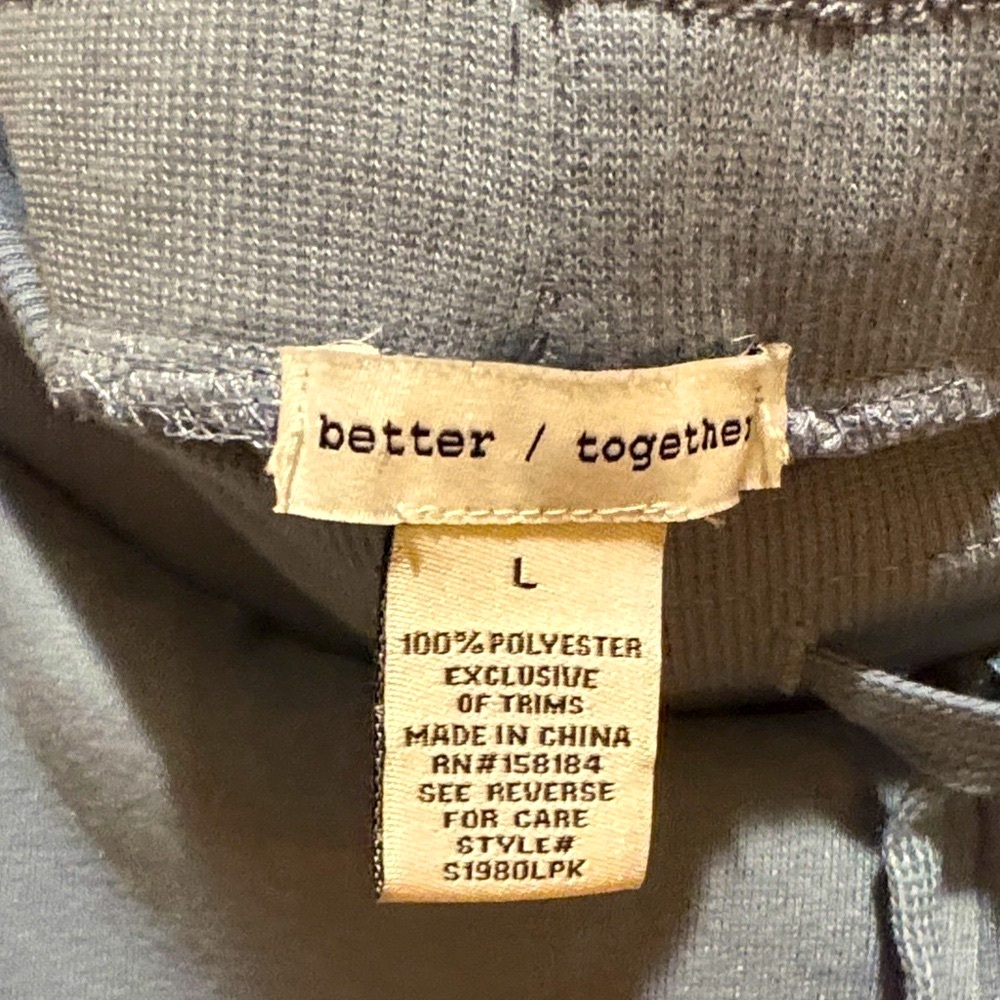 better / together
L
100% POLYESTER
EXCLUSIVE
OF TRIMS
MADE IN CHINA
RN#158184
SEE REVERSE
FOR CARE
STYLE#
S1980LPK